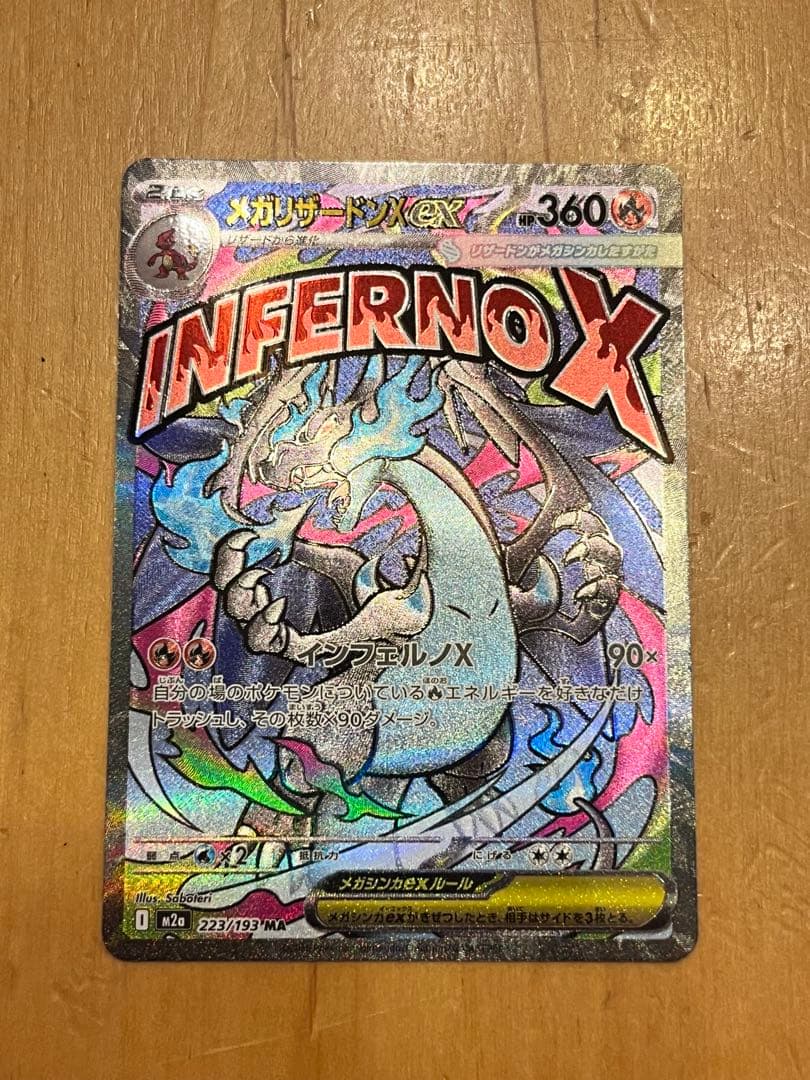 2進化
メガリザードンXex HP360
リザードから進化
リザードンがメガシンカしたすがた
INFERNO X
インフェルノX 90×
自分の場のポケモンについている エネルギーを好きなだけ
トラッシュし、その枚数×90ダメージ。
弱点 ×2 抵抗力 にげる
メガシンカexルール
メガシンカexがきぜつしたとき、相手はサイドを3枚とる。
Illus. Saboteri
I M2a 223/193 MA